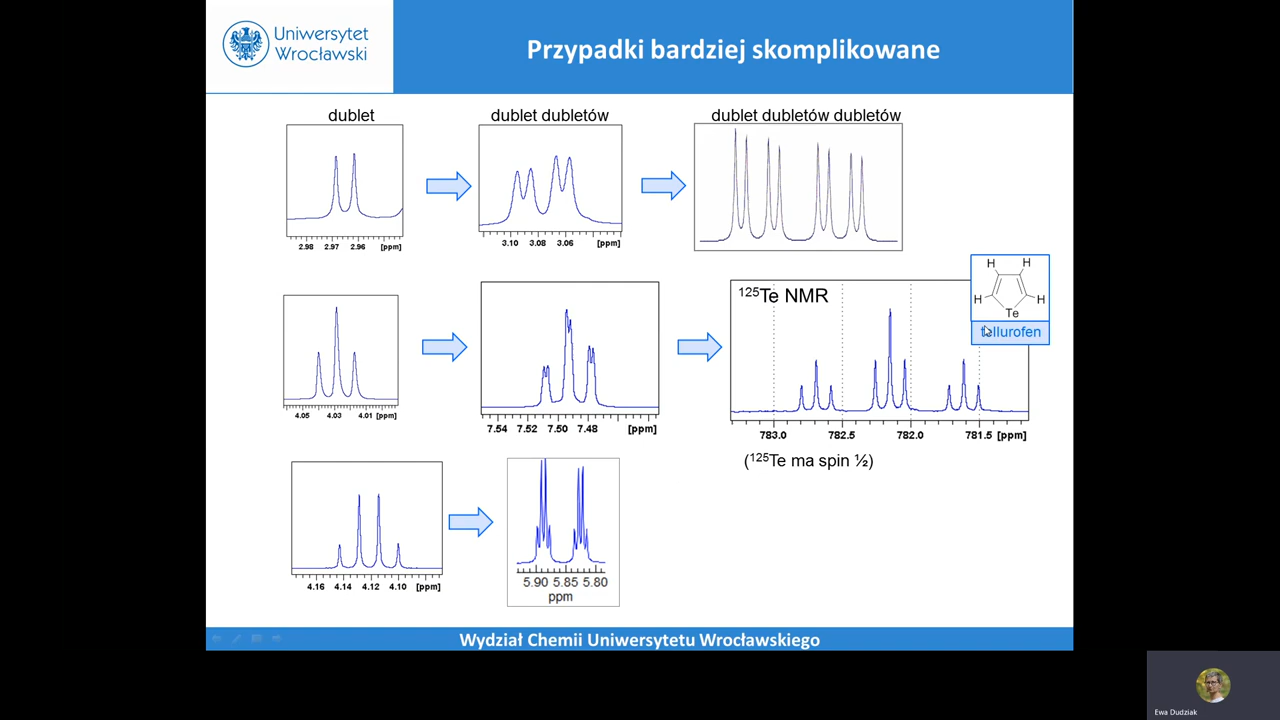 Uniwersytet
Wrocławski
Przypadki bardziej skomplikowane
dublet
dublet dubletów
dublet dubletów dubletów
2.98 2.97 2.96 [ppm]
3.10 3.08 3.06 [ppm]
125Te NMR
H H
H H
Te
tellurofen
4.05 4.03 4.01 [ppm]
7.54 7.52 7.50 7.48 [ppm]
783.0 782.5 782.0 781.5 [ppm]
(125Te ma spin ½)
4.16 4.14 4.12 4.10 [ppm]
5.90 5.85 5.80
ppm
Wydział Chemii Uniwersytetu Wrocławskiego
Ewa Dudziak